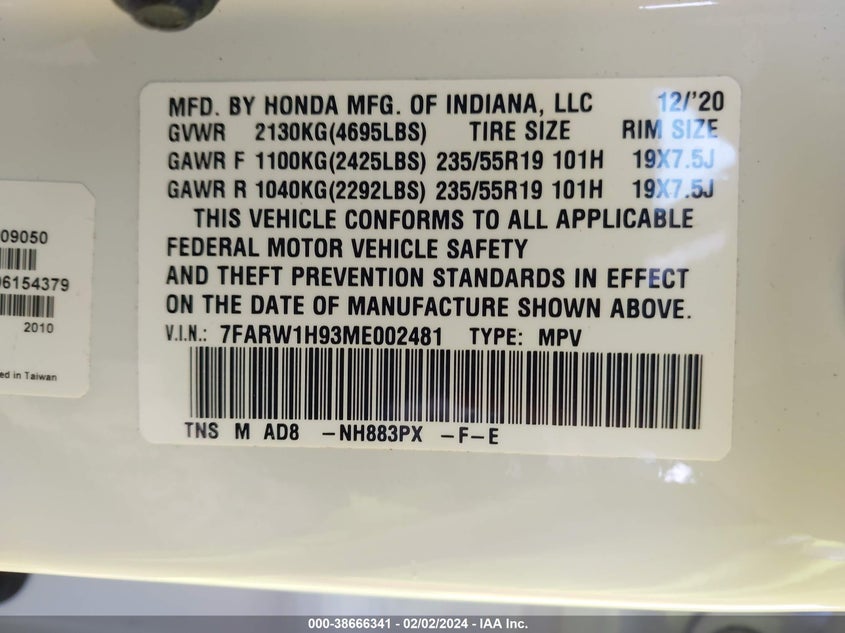 MFD. BY HONDA MFG. OF INDIANA, LLC 12/'20
GVWR 2130KG(4695LBS) TIRE SIZE RIM SIZE
GAWR F 1100KG(2425LBS) 235/55R19 101H 19X7.5J
GAWR R 1040KG(2292LBS) 235/55R19 101H 19X7.5J
THIS VEHICLE CONFORMS TO ALL APPLICABLE
FEDERAL MOTOR VEHICLE SAFETY
AND THEFT PREVENTION STANDARDS IN EFFECT
ON THE DATE OF MANUFACTURE SHOWN ABOVE.
V.I.N.: 7FARW1H93ME002481 TYPE: MPV
TNS M AD8 -NH883PX -F-E
09050
06154379
2010
ed in Taiwan
000-38666341 - 02/02/2024 - IAA Inc.